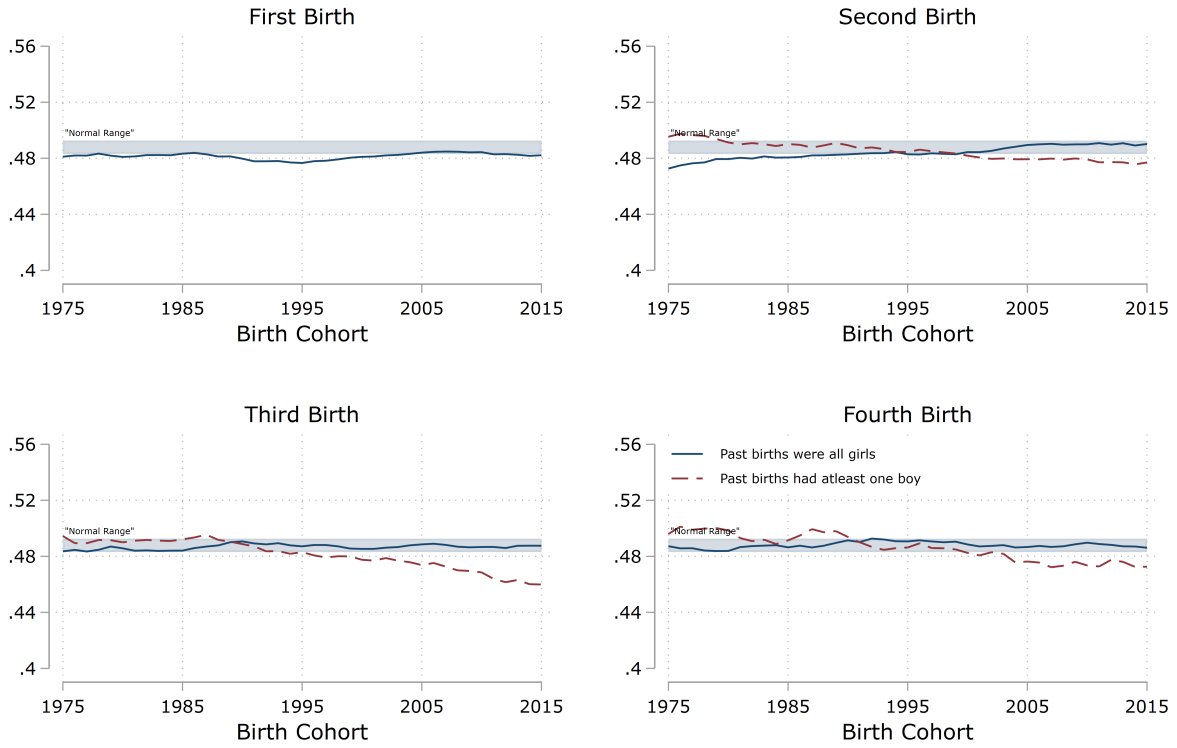 First Birth
.56
.52
"Normal Range"
.48
.44
.4
1975 1985 1995 2005 2015
Birth Cohort
Second Birth
.56
.52
"Normal Range"
.48
.44
.4
1975 1985 1995 2005 2015
Birth Cohort
Third Birth
.56
.52
"Normal Range"
.48
.44
.4
1975 1985 1995 2005 2015
Birth Cohort
Fourth Birth
.56
Past births were all girls
Past births had atleast one boy
.52
"Normal Range"
.48
.44
.4
1975 1985 1995 2005 2015
Birth Cohort